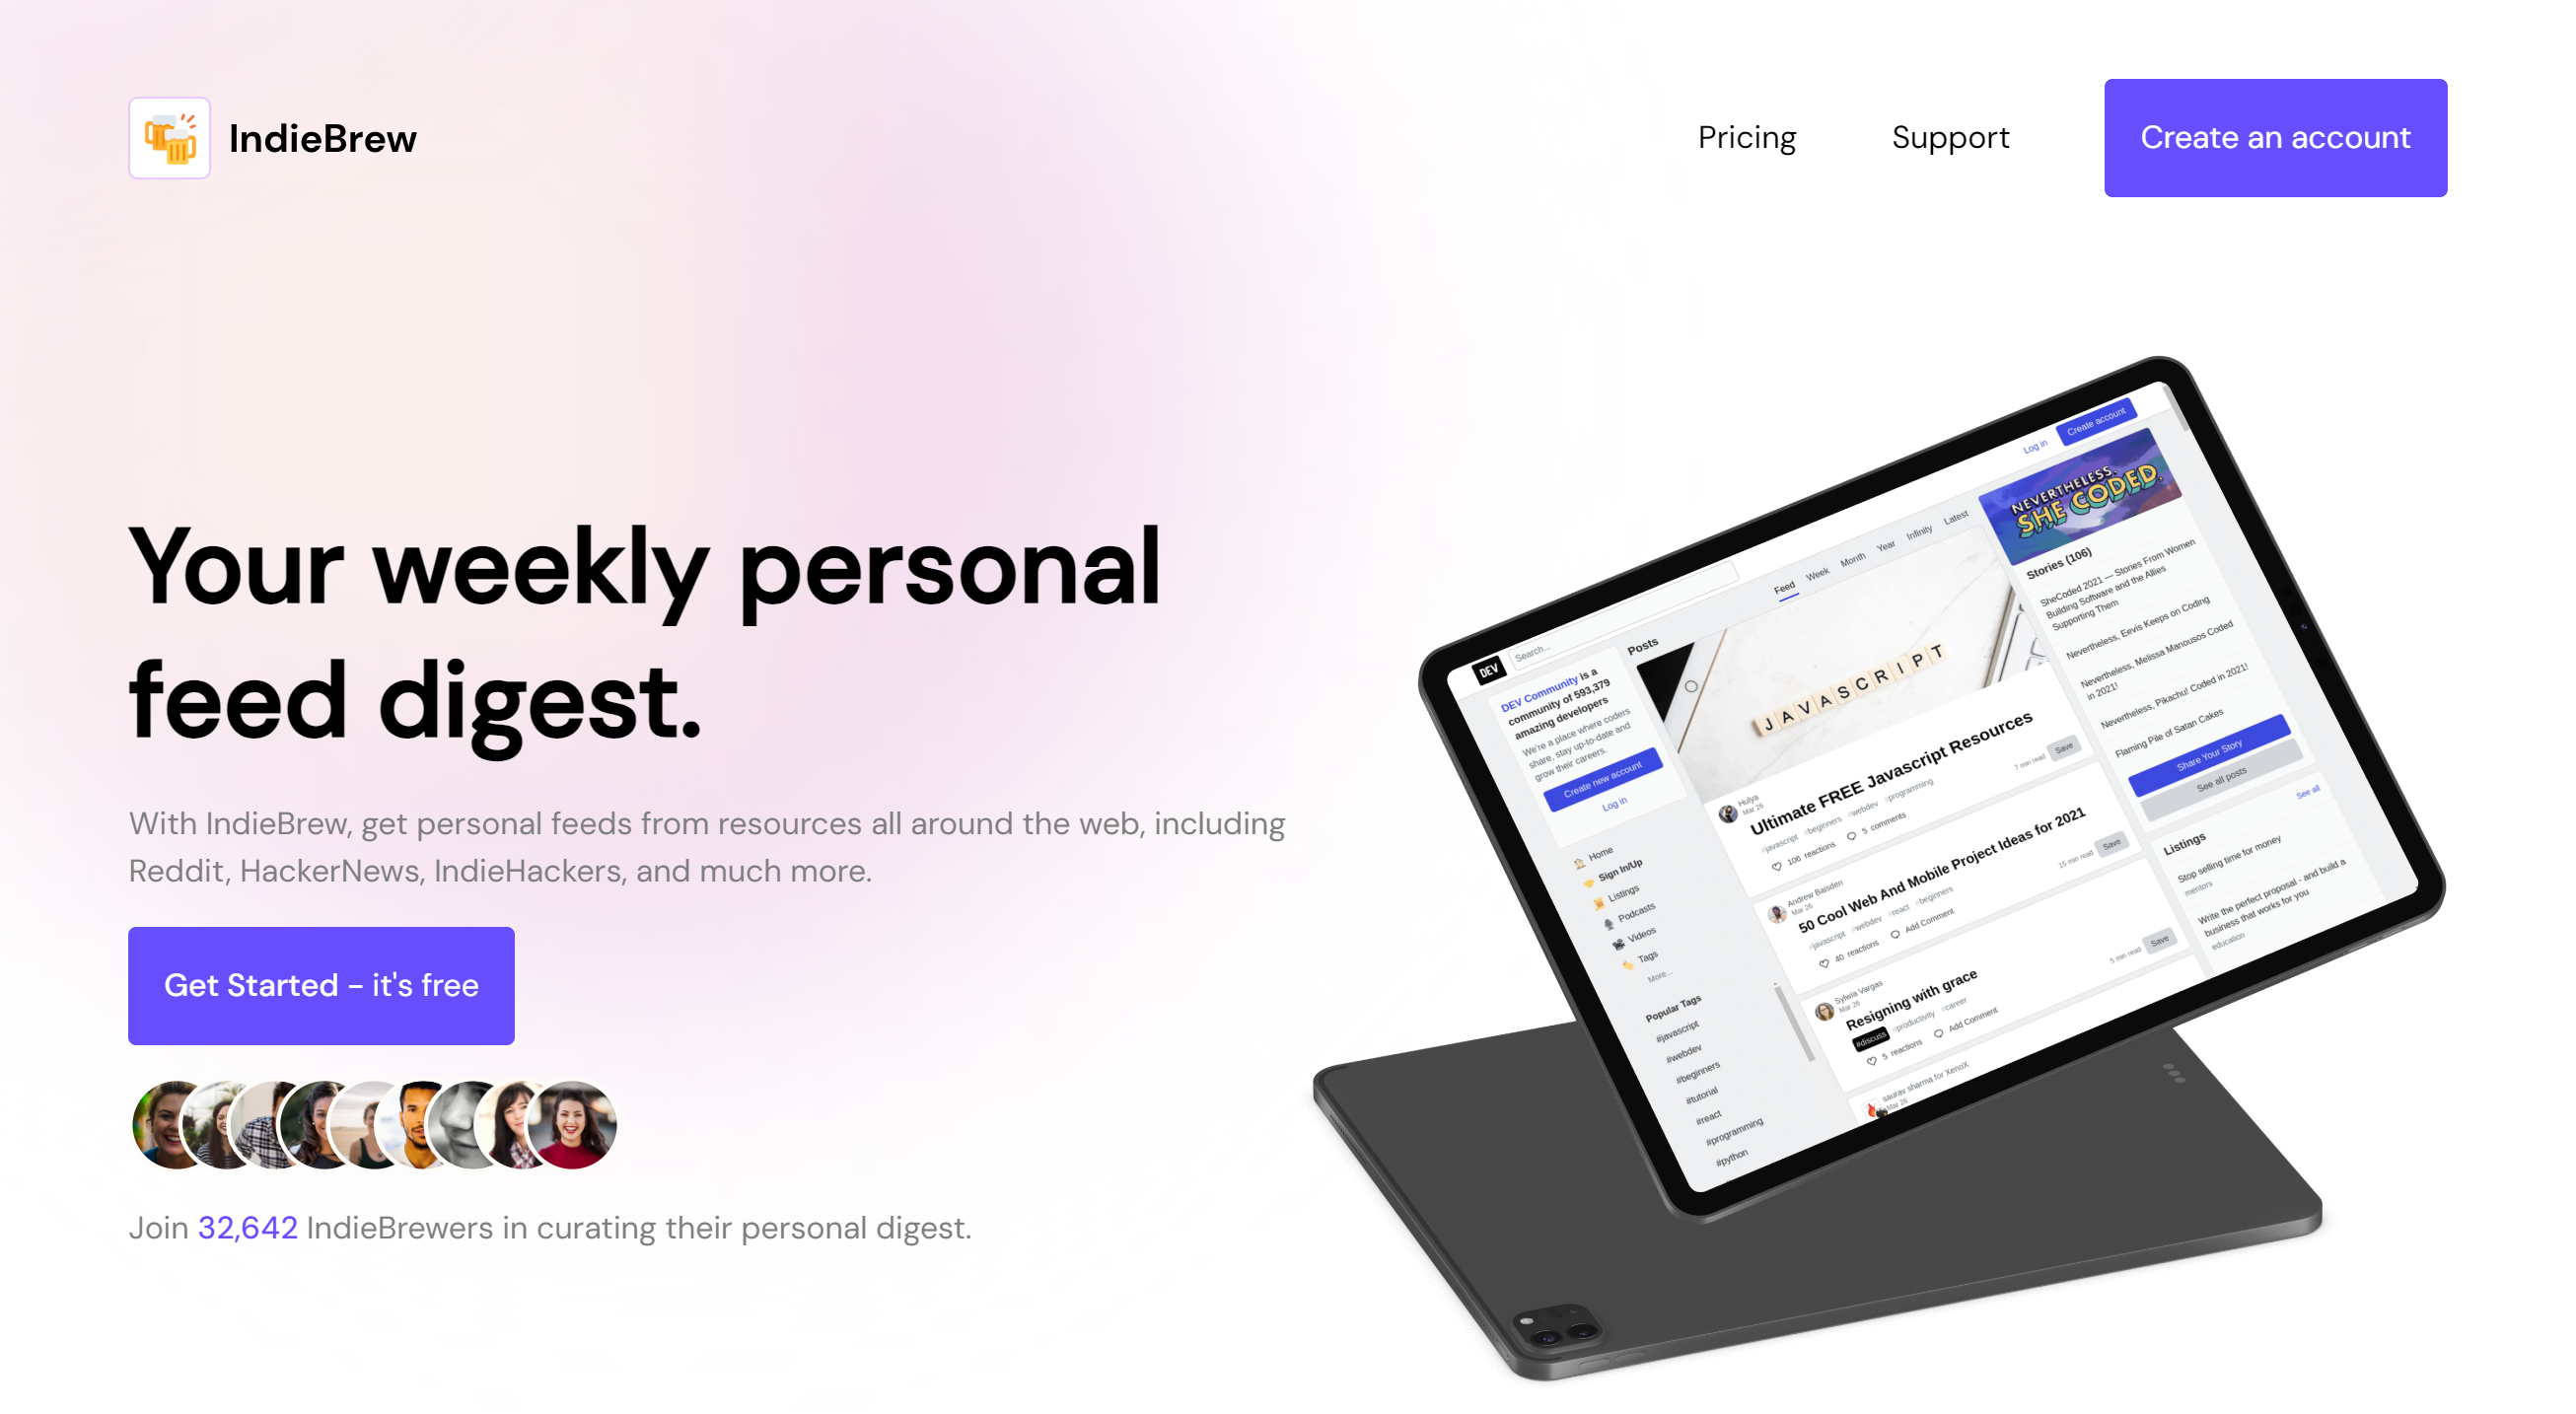 IndieBrew
Pricing
Support
Create an account
Your weekly personal
feed digest.
With IndieBrew, get personal feeds from resources all around the web, including
Reddit, HackerNews, IndieHackers, and much more.
Get Started - it's free
Join 32,642 IndieBrewers in curating their personal digest.
DEV
Search...
Log in
Create account
DEV Community is a
community of 593,379
amazing developers
We're a place where coders
share, stay up-to-date and
grow their careers.
Create new account
Log in
Home
Sign In/Up
Listings
Podcasts
Videos
Tags
More...
Popular Tags
#javascript
#webdev
#beginners
#tutorial
#react
#programming
#python
Posts
Feed
Week
Month
Year
Infinity
Latest
JAVASCRIPT
Hulya
Mar 26
Ultimate FREE Javascript Resources
#javascript #beginners #webdev #programming
106 reactions
5 comments
7 min read
Save
Andrew Baisden
Mar 26
50 Cool Web And Mobile Project Ideas for 2021
#javascript #webdev #react #beginners
40 reactions
Add Comment
15 min read
Save
Sylwia Vargas
Mar 26
Resigning with grace
#discuss #productivity #career
5 reactions
Add Comment
5 min read
Save
saurav sharma for XenoX
Mar 26
NEVERTHELESS,
SHE CODED.
Stories (106)
SheCoded 2021 — Stories From Women
Building Software and the Allies
Supporting Them
Nevertheless, Eevis Keeps on Coding
Nevertheless, Melissa Manousos Coded
in 2021!
Nevertheless, Pikachu! Coded in 2021!
Flaming Pile of Satan Cakes
Share Your Story
See all posts
Listings
See all
Stop selling time for money
mentors
Write the perfect proposal - and build a
business that works for you
education